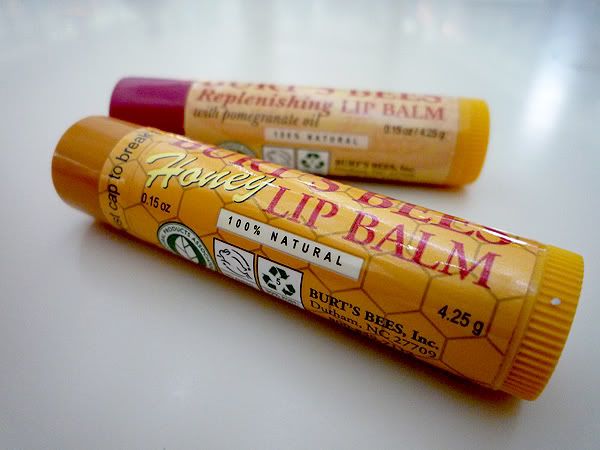 BURT'S BEES
Replenishing LIP BALM
with pomegranate oil
0.15 oz / 4.25 g
100% NATURAL
BURT'S BEES, Inc.
cap to break
Honey
BURT'S BEES
LIP BALM
0.15 oz
100% NATURAL
5
4.25 g
BURT'S BEES, Inc.
Durham, NC 27709